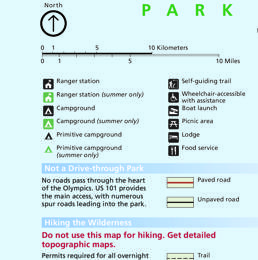 North
P A R K
0 1 5 10 Kilometers
0 1 5 10 Miles
Ranger station
Ranger station (summer only)
Campground
Campground (summer only)
Primitive campground
Primitive campground
(summer only)
Self-guiding trail
Wheelchair-accessible
with assistance
Boat launch
Picnic area
Lodge
Food service
Not a Drive-through Park
No roads pass through the heart
of the Olympics. US 101 provides
the main access, with numerous
spur roads leading into the park.
Paved road
Unpaved road
Hiking the Wilderness
Do not use this map for hiking. Get detailed
topographic maps.
Permits required for all overnight
Trail